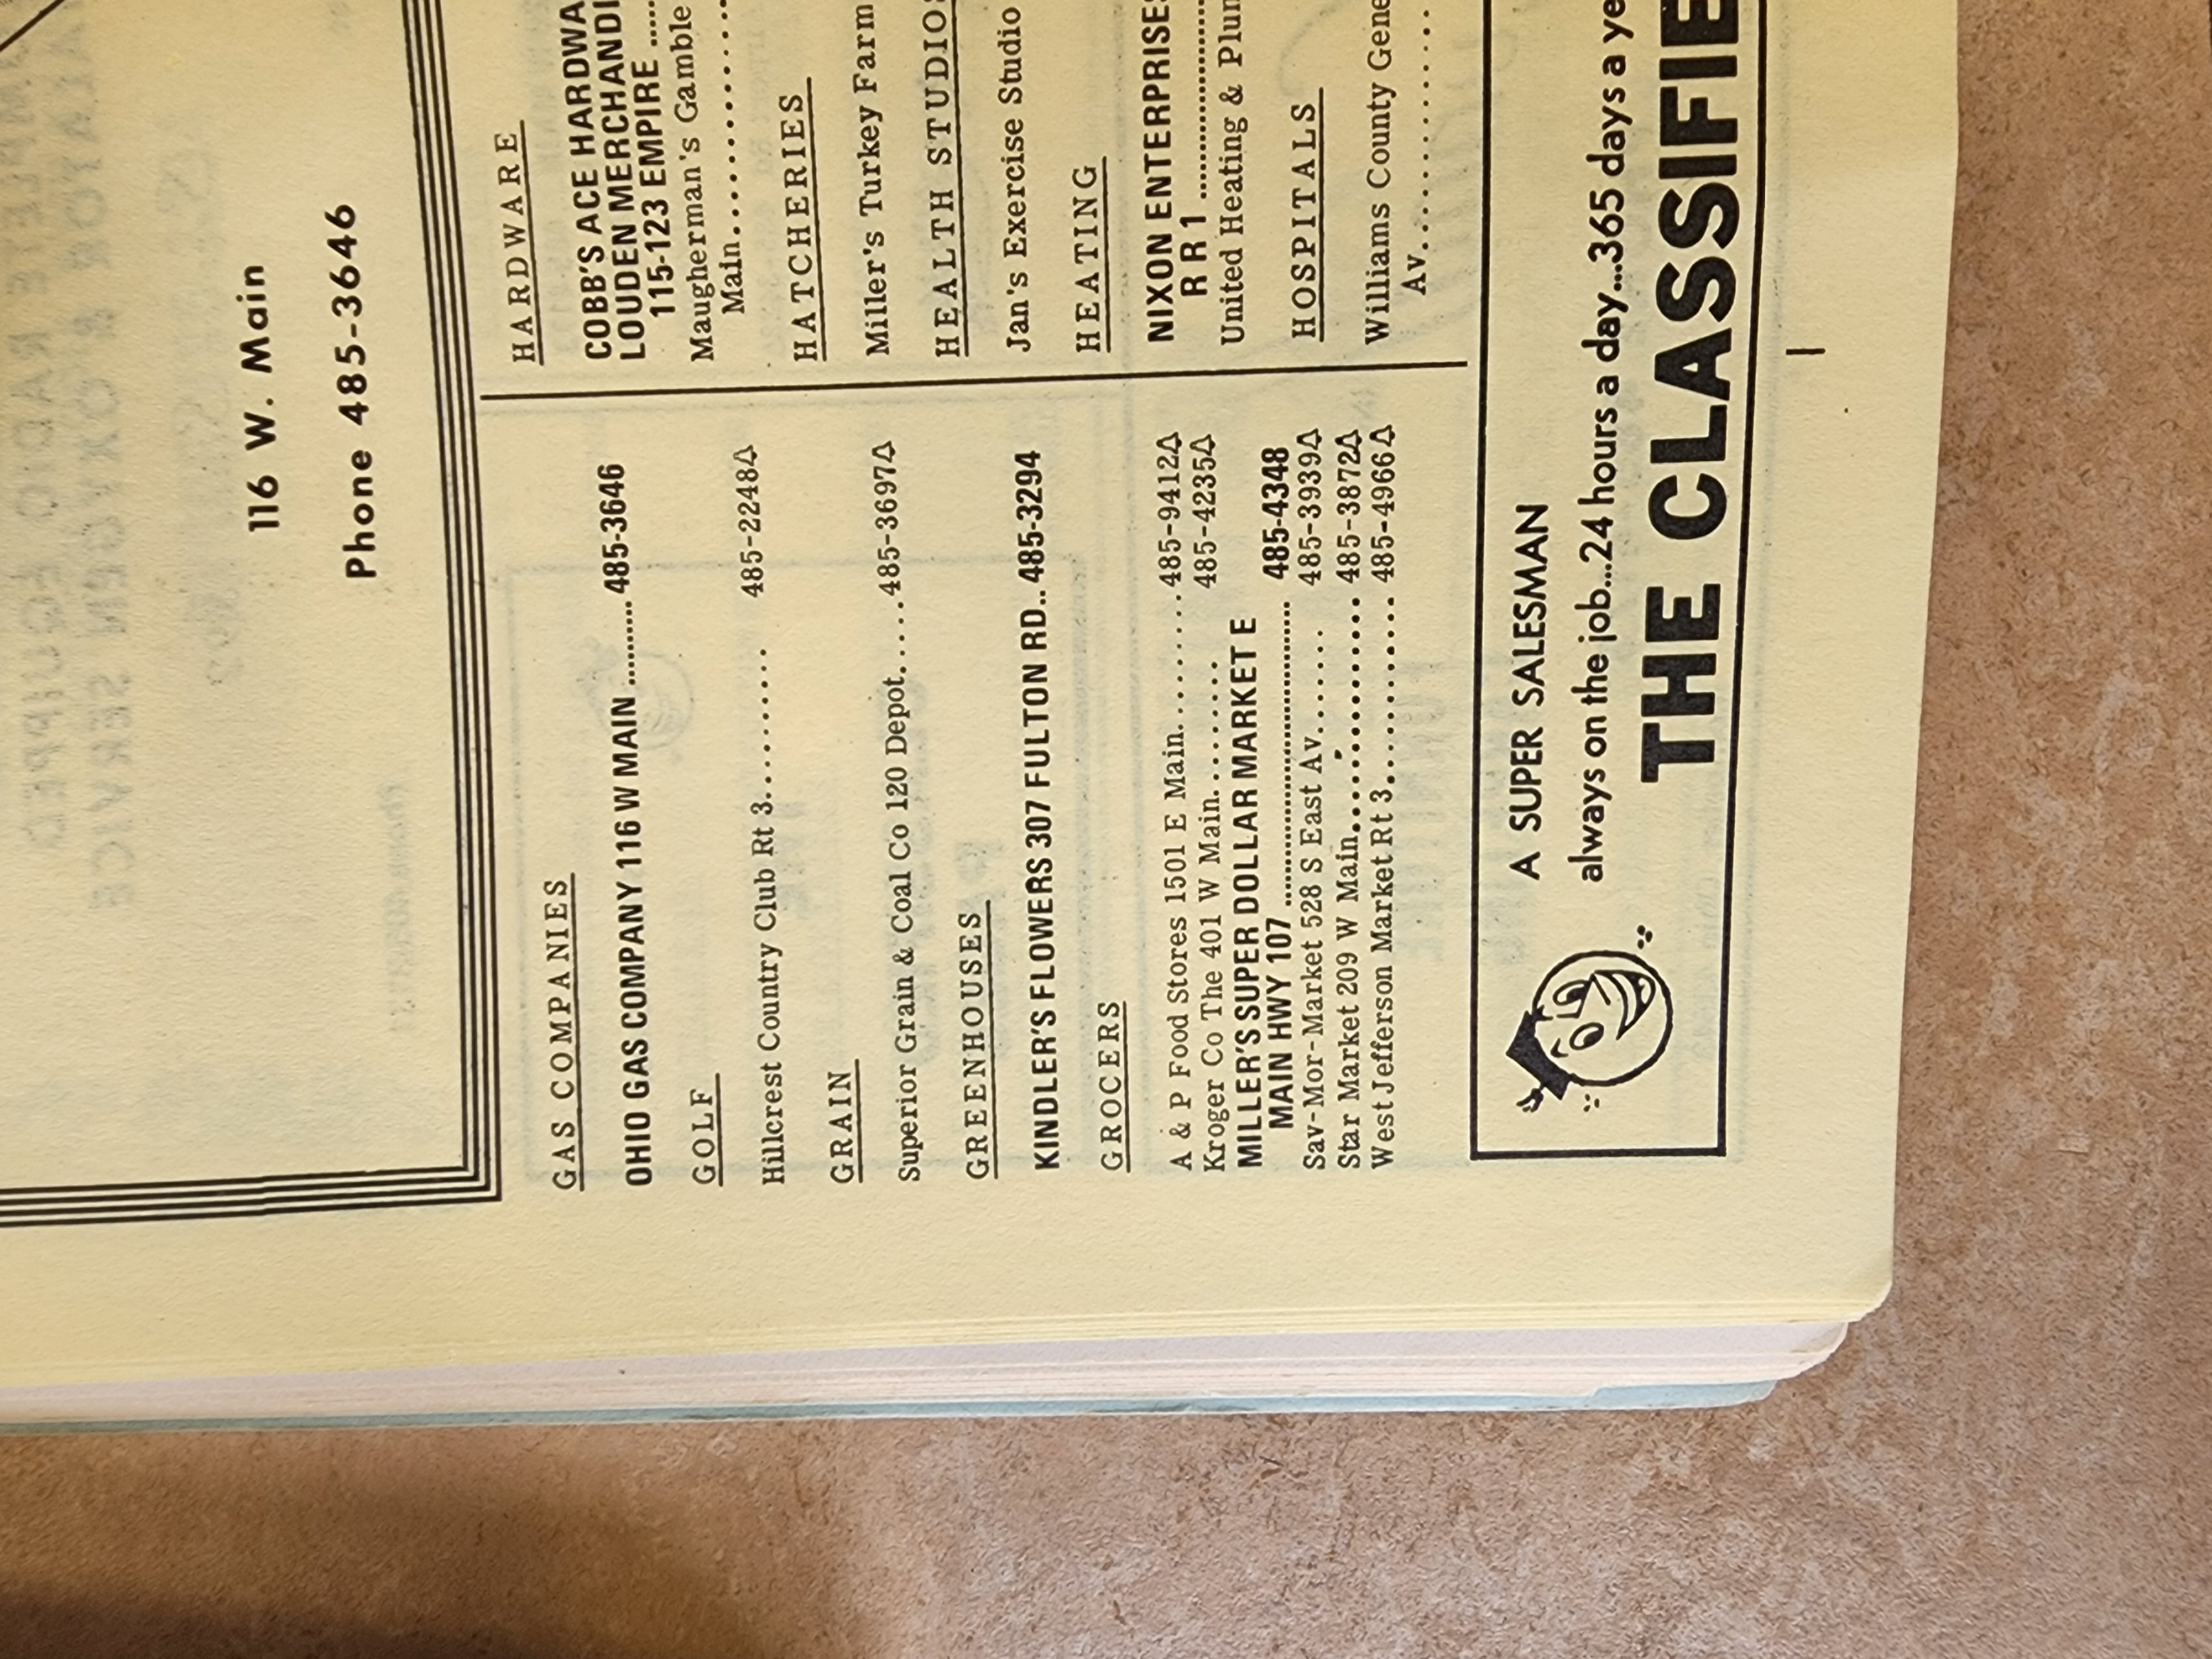 116 W. Main
Phone 485-3646
GAS COMPANIES
OHIO GAS COMPANY 116 W MAIN .......... 485-3646
GOLF
Hillcrest Country Club Rt 3.......... 485-2248Δ
GRAIN
Superior Grain & Coal Co 120 Depot.....485-3697Δ
GREENHOUSES
KINDLER'S FLOWERS 307 FULTON RD..485-3294
GROCERS
A & P Food Stores 1501 E Main.........485-9412Δ
Kroger Co The 401 W Main......... 485-4235Δ
MILLER'S SUPER DOLLAR MARKET E
MAIN HWY 107 .............................. 485-4348
Sav-Mor-Market 528 S East Av....... 485-3939Δ
Star Market 209 W Main............... 485-3872Δ
West Jefferson Market Rt 3............ 485-4966Δ
HARDWARE
COBB'S ACE HARDWA
LOUDEN MERCHANDI
115-123 EMPIRE .....
Maugherman's Gamble
Main............
HATCHERIES
Miller's Turkey Farm
HEALTH STUDIOS
Jan's Exercise Studio
HEATING
NIXON ENTERPRISES
R R 1 ....................
United Heating & Plum
HOSPITALS
Williams County Gene
Av..............
A SUPER SALESMAN
always on the job...24 hours a day...365 days a ye
THE CLASSIFIE